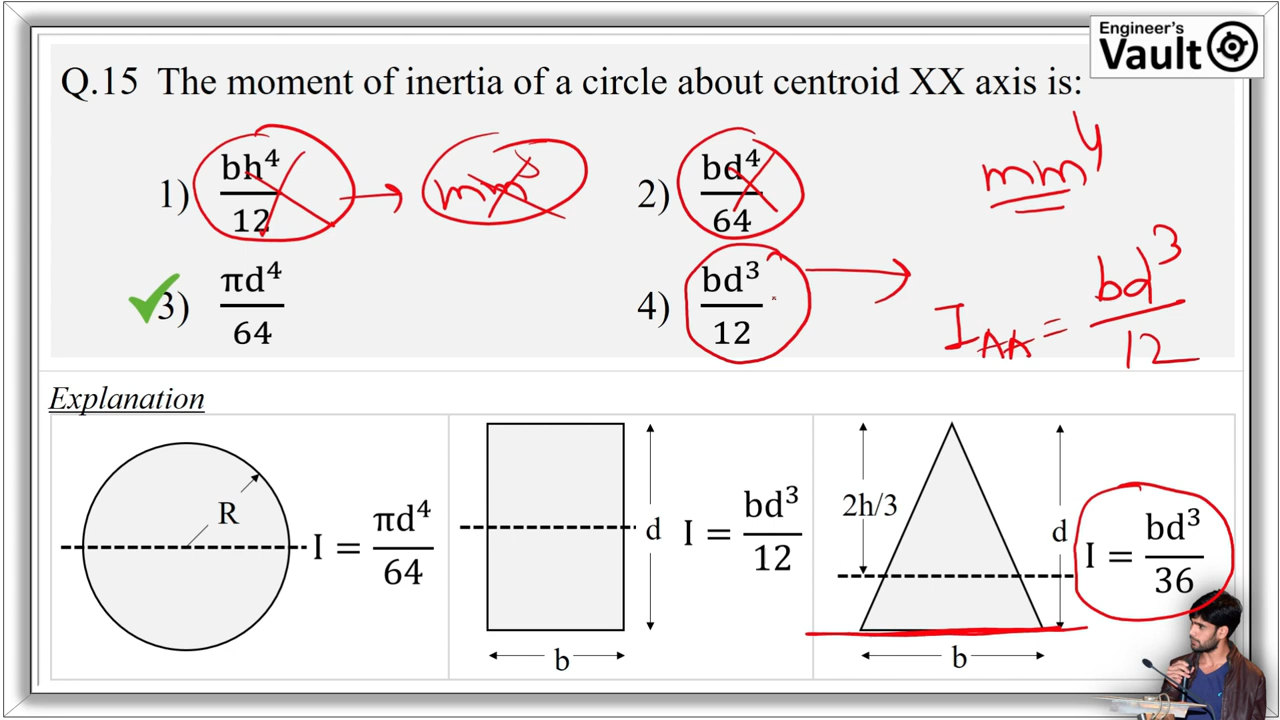 Engineer's
Vault
Q.15 The moment of inertia of a circle about centroid XX axis is:
1) bh⁴/12
2) bd⁴/64
mm⁴
3) πd⁴/64
4) bd³/12
I_AA = bd³/12
Explanation
R
I = πd⁴/64
d
b
I = bd³/12
2h/3
d
b
I = bd³/36